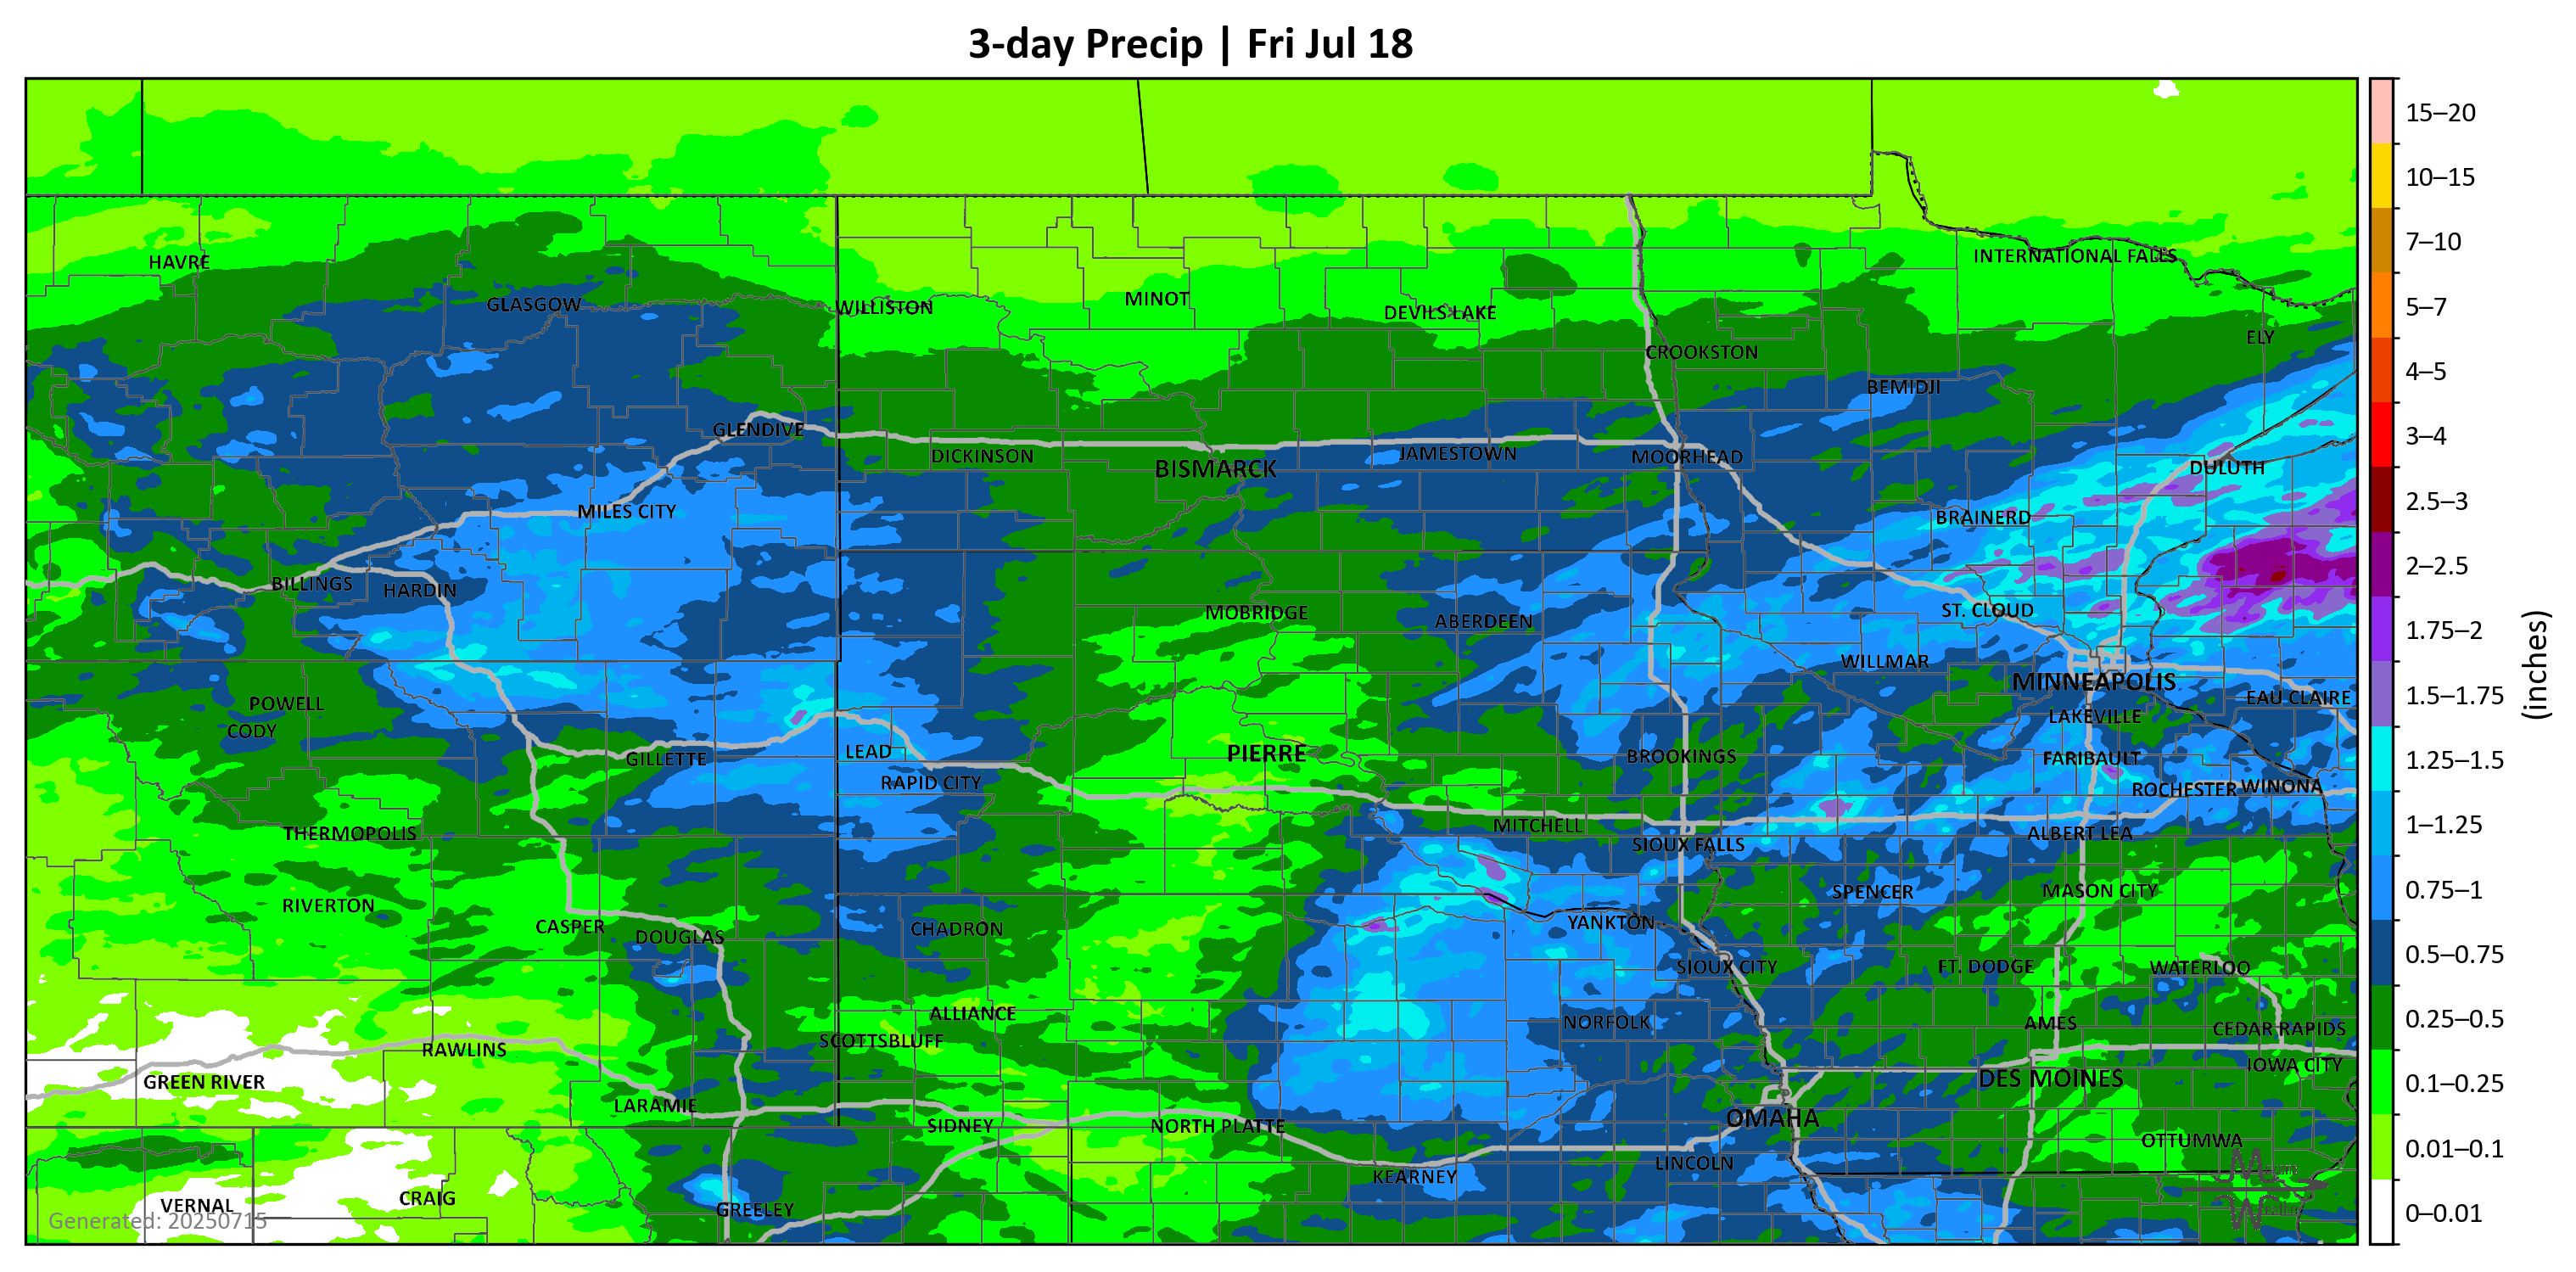 3-day Precip | Fri Jul 18
HAVRE
GLASGOW
WILLISTON
MINOT
DEVILS LAKE
INTERNATIONAL FALLS
CROOKSTON
ELY
BEMIDJI
GLENDIVE
DICKINSON
BISMARCK
JAMESTOWN
MOORHEAD
DULUTH
MILES CITY
BRAINERD
BILLINGS
HARDIN
MOBRIDGE
ABERDEEN
ST. CLOUD
WILLMAR
MINNEAPOLIS
EAU CLAIRE
POWELL
CODY
LAKEVILLE
GILLETTE
LEAD
PIERRE
BROOKINGS
FARIBAULT
RAPID CITY
ROCHESTER
WINONA
THERMOPOLIS
MITCHELL
ALBERT LEA
SIOUX FALLS
RIVERTON
SPENCER
MASON CITY
CASPER
DOUGLAS
CHADRON
YANKTON
SIOUX CITY
FT. DODGE
WATERLOO
ALLIANCE
NORFOLK
AMES
CEDAR RAPIDS
SCOTTSBLUFF
RAWLINS
IOWA CITY
GREEN RIVER
DES MOINES
LARAMIE
SIDNEY
NORTH PLATTE
OMAHA
OTTUMWA
LINCOLN
KEARNEY
VERNAL
CRAIG
GREELEY
Generated: 20250715
15–20
10–15
7–10
5–7
4–5
3–4
2.5–3
2–2.5
1.75–2
1.5–1.75
1.25–1.5
1–1.25
0.75–1
0.5–0.75
0.25–0.5
0.1–0.25
0.01–0.1
0–0.01
(inches)